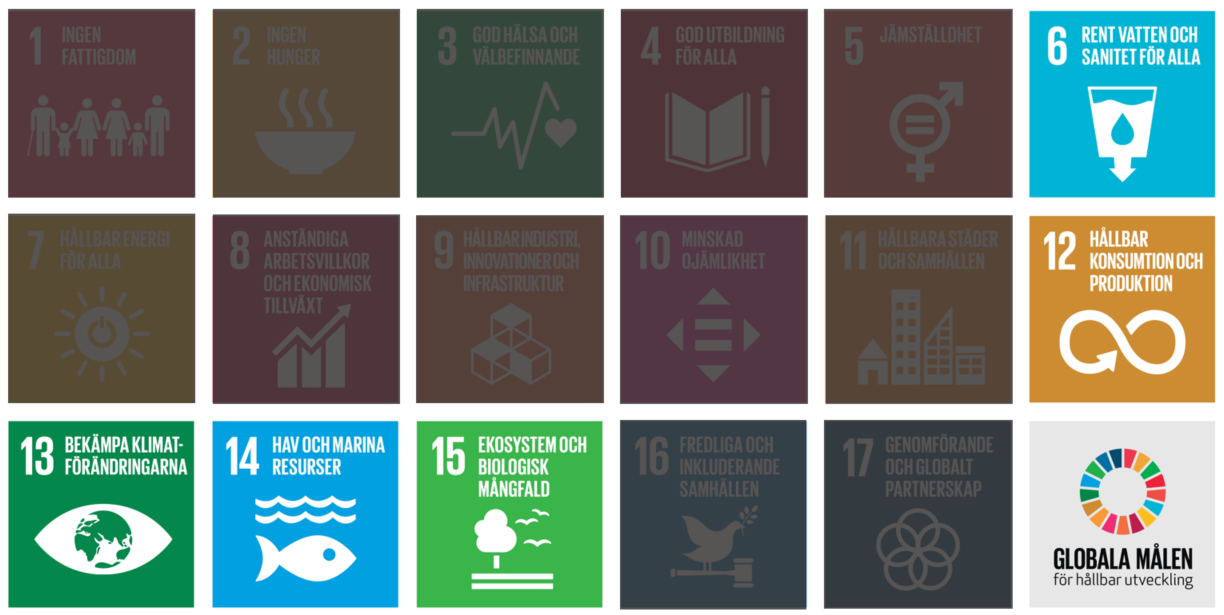 1 INGEN
FATTIGDOM
2 INGEN
HUNGER
3 GOD HÄLSA OCH
VÄLBEFINNANDE
4 GOD UTBILDNING
FÖR ALLA
5 JÄMSTÄLLDHET
6 RENT VATTEN OCH
SANITET FÖR ALLA
7 HÅLLBAR ENERGI
FÖR ALLA
8 ANSTÄNDIGA
ARBETSVILLKOR
OCH EKONOMISK
TILLVÄXT
9 HÅLLBAR INDUSTRI,
INNOVATIONER OCH
INFRASTRUKTUR
10 MINSKAD
OJÄMLIKHET
11 HÅLLBARA STÄDER
OCH SAMHÄLLEN
12 HÅLLBAR
KONSUMTION OCH
PRODUKTION
13 BEKÄMPA KLIMAT-
FÖRÄNDRINGARNA
14 HAV OCH MARINA
RESURSER
15 EKOSYSTEM OCH
BIOLOGISK
MÅNGFALD
16 FREDLIGA OCH
INKLUDERANDE
SAMHÄLLEN
17 GENOMFÖRANDE
OCH GLOBALT
PARTNERSKAP
GLOBALA MÅLEN
för hållbar utveckling